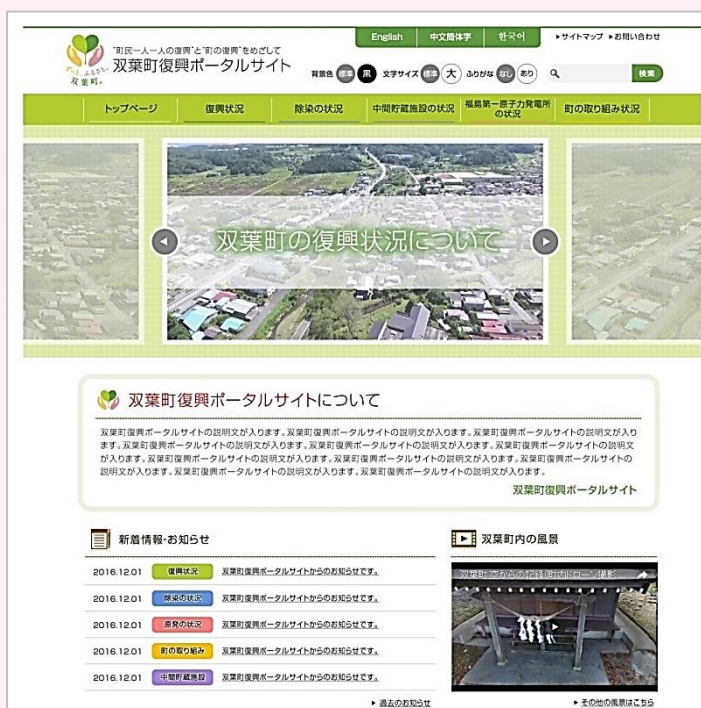 English 中文簡体字 한국어 ▶サイトマップ ▶お問い合わせ
"町民一人一人の復興"と"町の復興"をめざして
双葉町復興ポータルサイト
ずっと、ふるさと。
双葉町。
背景色 標準 黒 文字サイズ 標準 大 ふりがな なし あり 検索
トップページ 復興状況 除染の状況 中間貯蔵施設の状況 福島第一原子力発電所の状況 町の取り組み状況
双葉町の復興状況について
双葉町復興ポータルサイトについて
双葉町復興ポータルサイトの説明文が入ります。双葉町復興ポータルサイトの説明文が入ります。双葉町復興ポータルサイトの説明文が入り
ます。双葉町復興ポータルサイトの説明文が入ります。双葉町復興ポータルサイトの説明文が入ります。双葉町復興ポータルサイトの説明文
が入ります。双葉町復興ポータルサイトの説明文が入ります。双葉町復興ポータルサイトの説明文が入ります。双葉町復興ポータルサイトの
説明文が入ります。双葉町復興ポータルサイトの説明文が入ります。双葉町復興ポータルサイトの説明文が入ります。
双葉町復興ポータルサイト
新着情報・お知らせ
2016.12.01 復興状況 双葉町復興ポータルサイトからのお知らせです。
2016.12.01 除染の状況 双葉町復興ポータルサイトからのお知らせです。
2016.12.01 原発の状況 双葉町復興ポータルサイトからのお知らせです。
2016.12.01 町の取り組み 双葉町復興ポータルサイトからのお知らせです。
2016.12.01 中間貯蔵施設 双葉町復興ポータルサイトからのお知らせです。
▶ 過去のお知らせ
双葉町内の風景
双葉町 空からの記録(町内ドローン撮影
▶ その他の風景はこちら